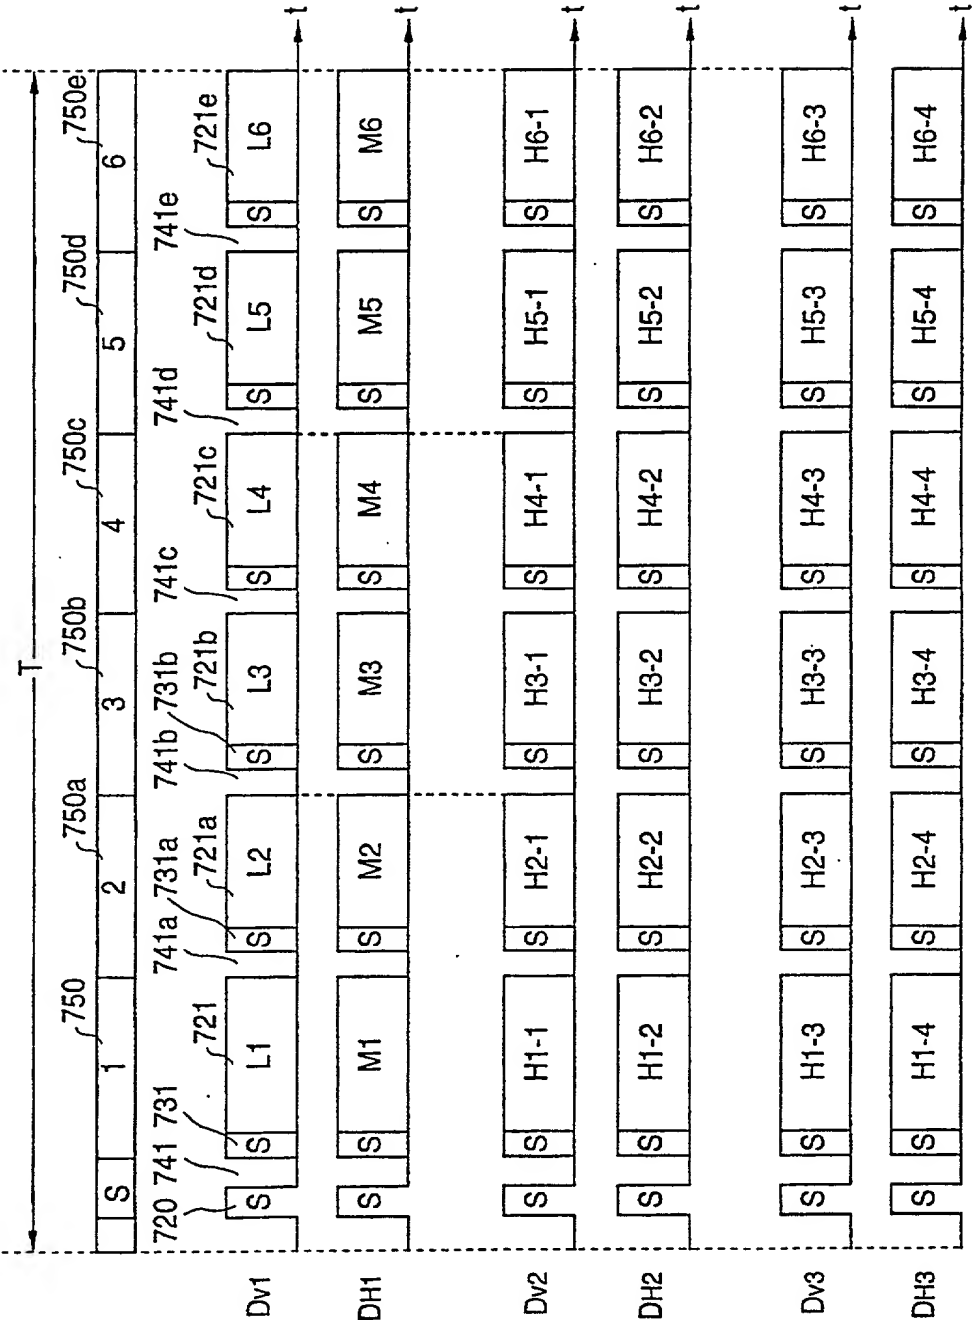 T
750 750a 750b 750c 750d 750e
S 1 2 3 4 5 6
720 741 731 721 741a 731a 721a 741b 731b 721b 741c 721c 741d 721d 741e 721e
Dv1 S S L1 S L2 S L3 S L4 S L5 S L6 t
DH1 S S M1 S M2 S M3 S M4 S M5 S M6 t
Dv2 S S H1-1 S H2-1 S H3-1 S H4-1 S H5-1 S H6-1 t
DH2 S S H1-2 S H2-2 S H3-2 S H4-2 S H5-2 S H6-2 t
Dv3 S S H1-3 S H2-3 S H3-3 S H4-3 S H5-3 S H6-3 t
DH3 S S H1-4 S H2-4 S H3-4 S H4-4 S H5-4 S H6-4 t